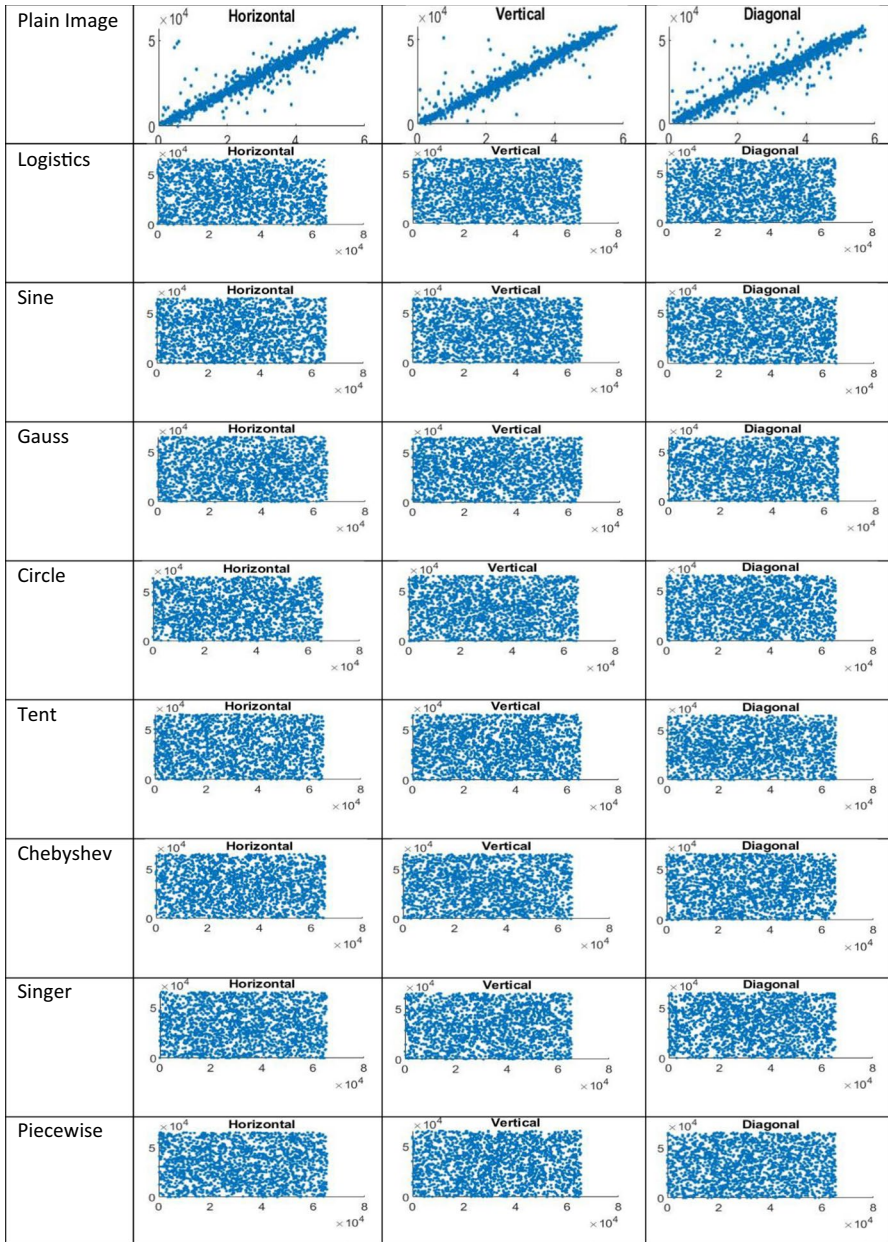 Plain Image
×10⁴ Horizontal
5
0
0 2 4 6
×10⁴ Vertical
5
0
0 2 4 6
×10⁴ Diagonal
5
0
0 2 4 6
Logistics
×10⁴ Horizontal
5
0
0 2 4 6 8
×10⁴
×10⁴ Vertical
5
0
0 2 4 6 8
×10⁴
×10⁴ Diagonal
5
0
0 2 4 6 8
×10⁴
Sine
×10⁴ Horizontal
5
0
0 2 4 6 8
×10⁴
×10⁴ Vertical
5
0
0 2 4 6 8
×10⁴
×10⁴ Diagonal
5
0
0 2 4 6 8
×10⁴
Gauss
×10⁴ Horizontal
5
0
0 2 4 6 8
×10⁴
×10⁴ Vertical
5
0
0 2 4 6 8
×10⁴
×10⁴ Diagonal
5
0
0 2 4 6 8
×10⁴
Circle
×10⁴ Horizontal
5
0
0 2 4 6 8
×10⁴
×10⁴ Vertical
5
0
0 2 4 6 8
×10⁴
×10⁴ Diagonal
5
0
0 2 4 6 8
×10⁴
Tent
×10⁴ Horizontal
5
0
0 2 4 6 8
×10⁴
×10⁴ Vertical
5
0
0 2 4 6 8
×10⁴
×10⁴ Diagonal
5
0
0 2 4 6 8
×10⁴
Chebyshev
×10⁴ Horizontal
5
0
0 2 4 6 8
×10⁴
×10⁴ Vertical
5
0
0 2 4 6 8
×10⁴
×10⁴ Diagonal
5
0
0 2 4 6 8
×10⁴
Singer
×10⁴ Horizontal
5
0
0 2 4 6 8
×10⁴
×10⁴ Vertical
5
0
0 2 4 6 8
×10⁴
×10⁴ Diagonal
5
0
0 2 4 6 8
×10⁴
Piecewise
×10⁴ Horizontal
5
0
0 2 4 6 8
×10⁴
×10⁴ Vertical
5
0
0 2 4 6 8
×10⁴
×10⁴ Diagonal
5
0
0 2 4 6 8
×10⁴